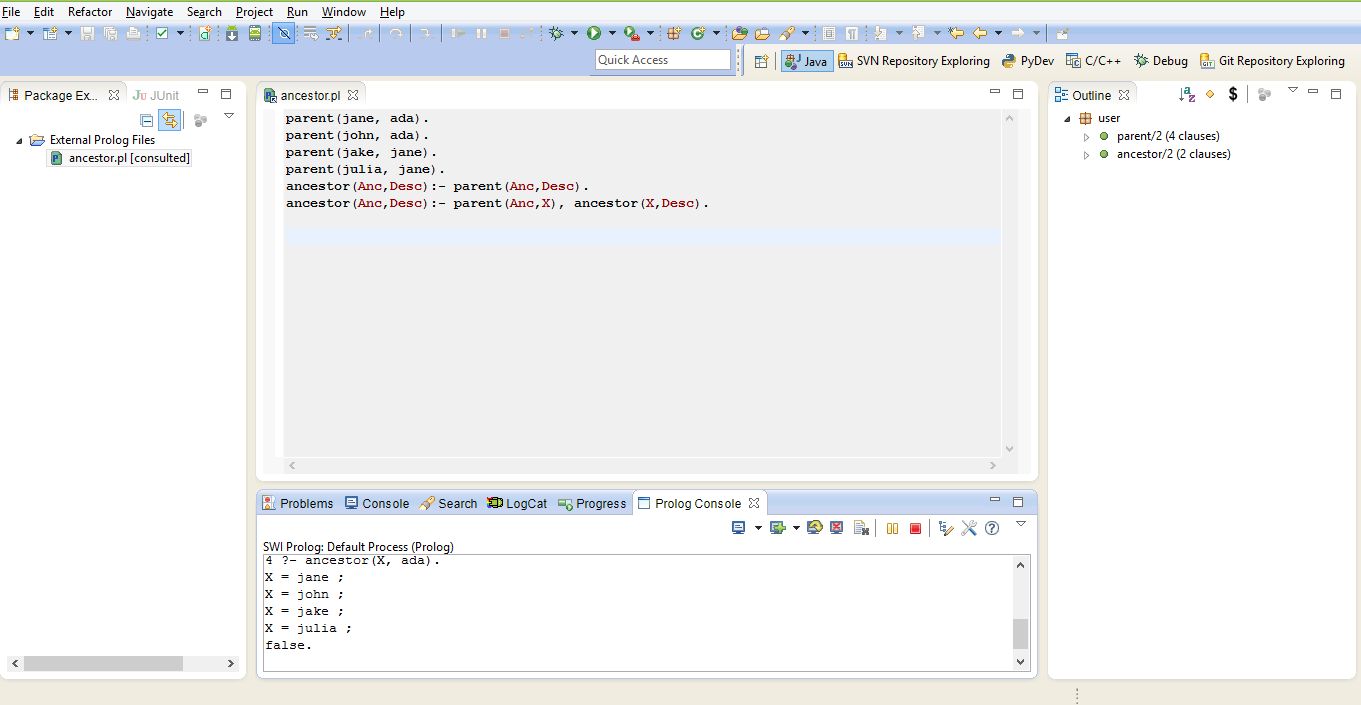 File Edit Refactor Navigate Search Project Run Window Help
Quick Access
Java SVN Repository Exploring PyDev C/C++ Debug Git Repository Exploring
Package Ex... JUnit
External Prolog Files
ancestor.pl [consulted]
ancestor.pl
parent(jane, ada).
parent(john, ada).
parent(jake, jane).
parent(julia, jane).
ancestor(Anc,Desc):- parent(Anc,Desc).
ancestor(Anc,Desc):- parent(Anc,X), ancestor(X,Desc).
Outline
user
parent/2 (4 clauses)
ancestor/2 (2 clauses)
Problems Console Search LogCat Progress Prolog Console
SWI Prolog: Default Process (Prolog)
4 ?- ancestor(X, ada).
X = jane ;
X = john ;
X = jake ;
X = julia ;
false.